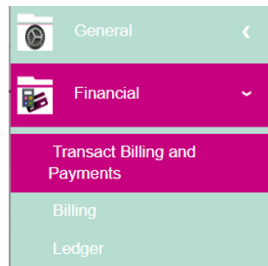 General
Financial
Transact Billing and
Payments
Billing
Ledger